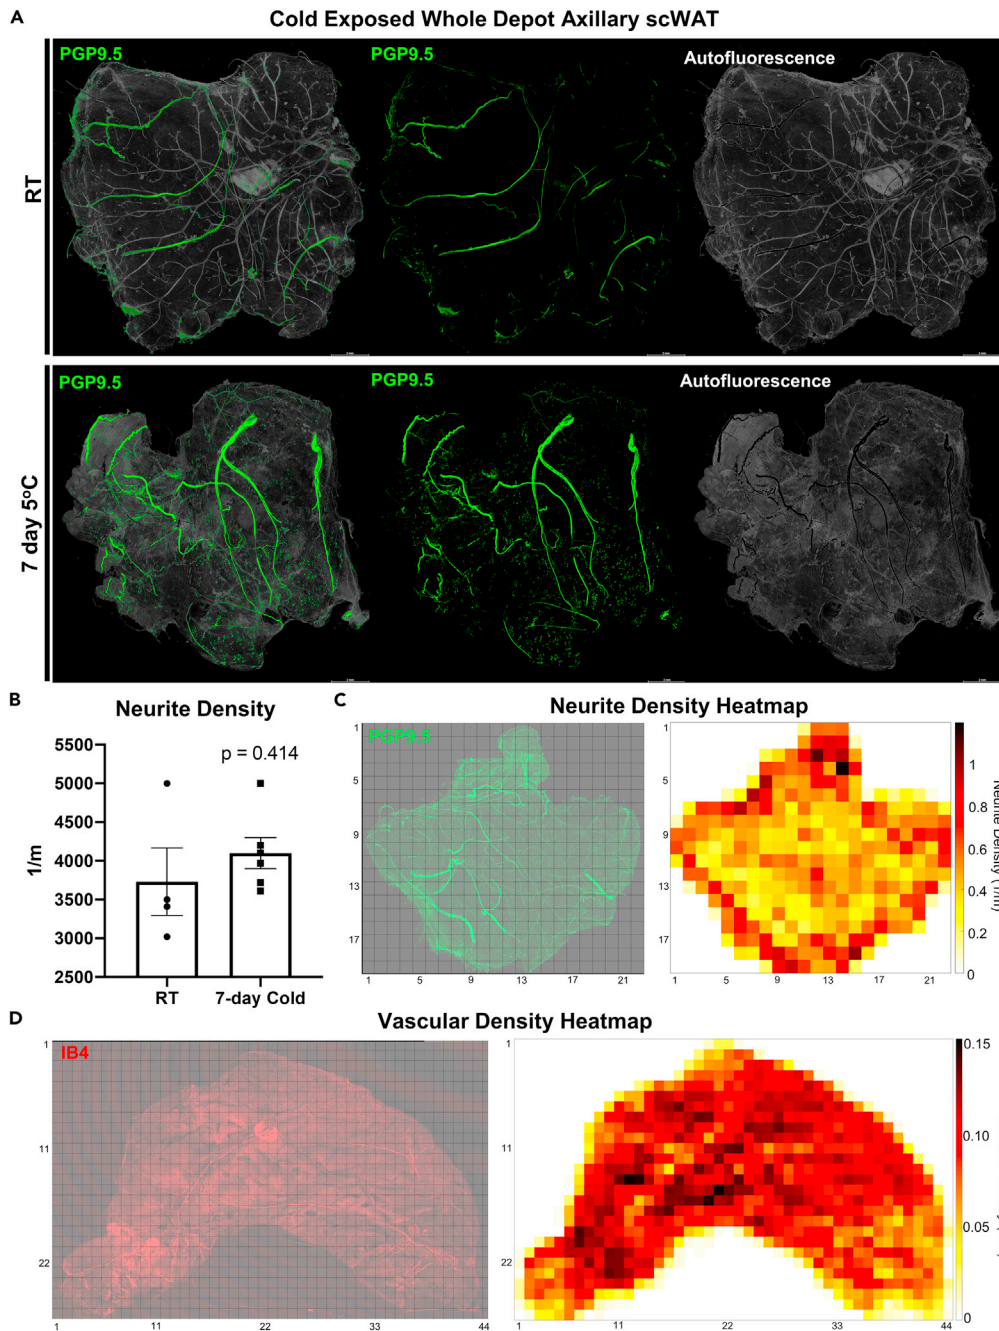 A
Cold Exposed Whole Depot Axillary scWAT
RT
PGP9.5
PGP9.5
Autofluorescence
7 day 5°C
PGP9.5
PGP9.5
Autofluorescence
B
Neurite Density
p = 0.414
1/m
5500
5000
4500
4000
3500
3000
2500
RT 7-day Cold
C
Neurite Density Heatmap
PGP9.5
1
5
9
13
17
1 5 9 13 17 21
1
5
9
13
17
1 5 9 13 17 21
1
0.8
0.6
0.4
0.2
0
Neurite Density (1/m)
D
Vascular Density Heatmap
IB4
1
11
22
1 11 22 33 44
1
11
22
1 11 22 33 44
0.15
0.10
0.05
0